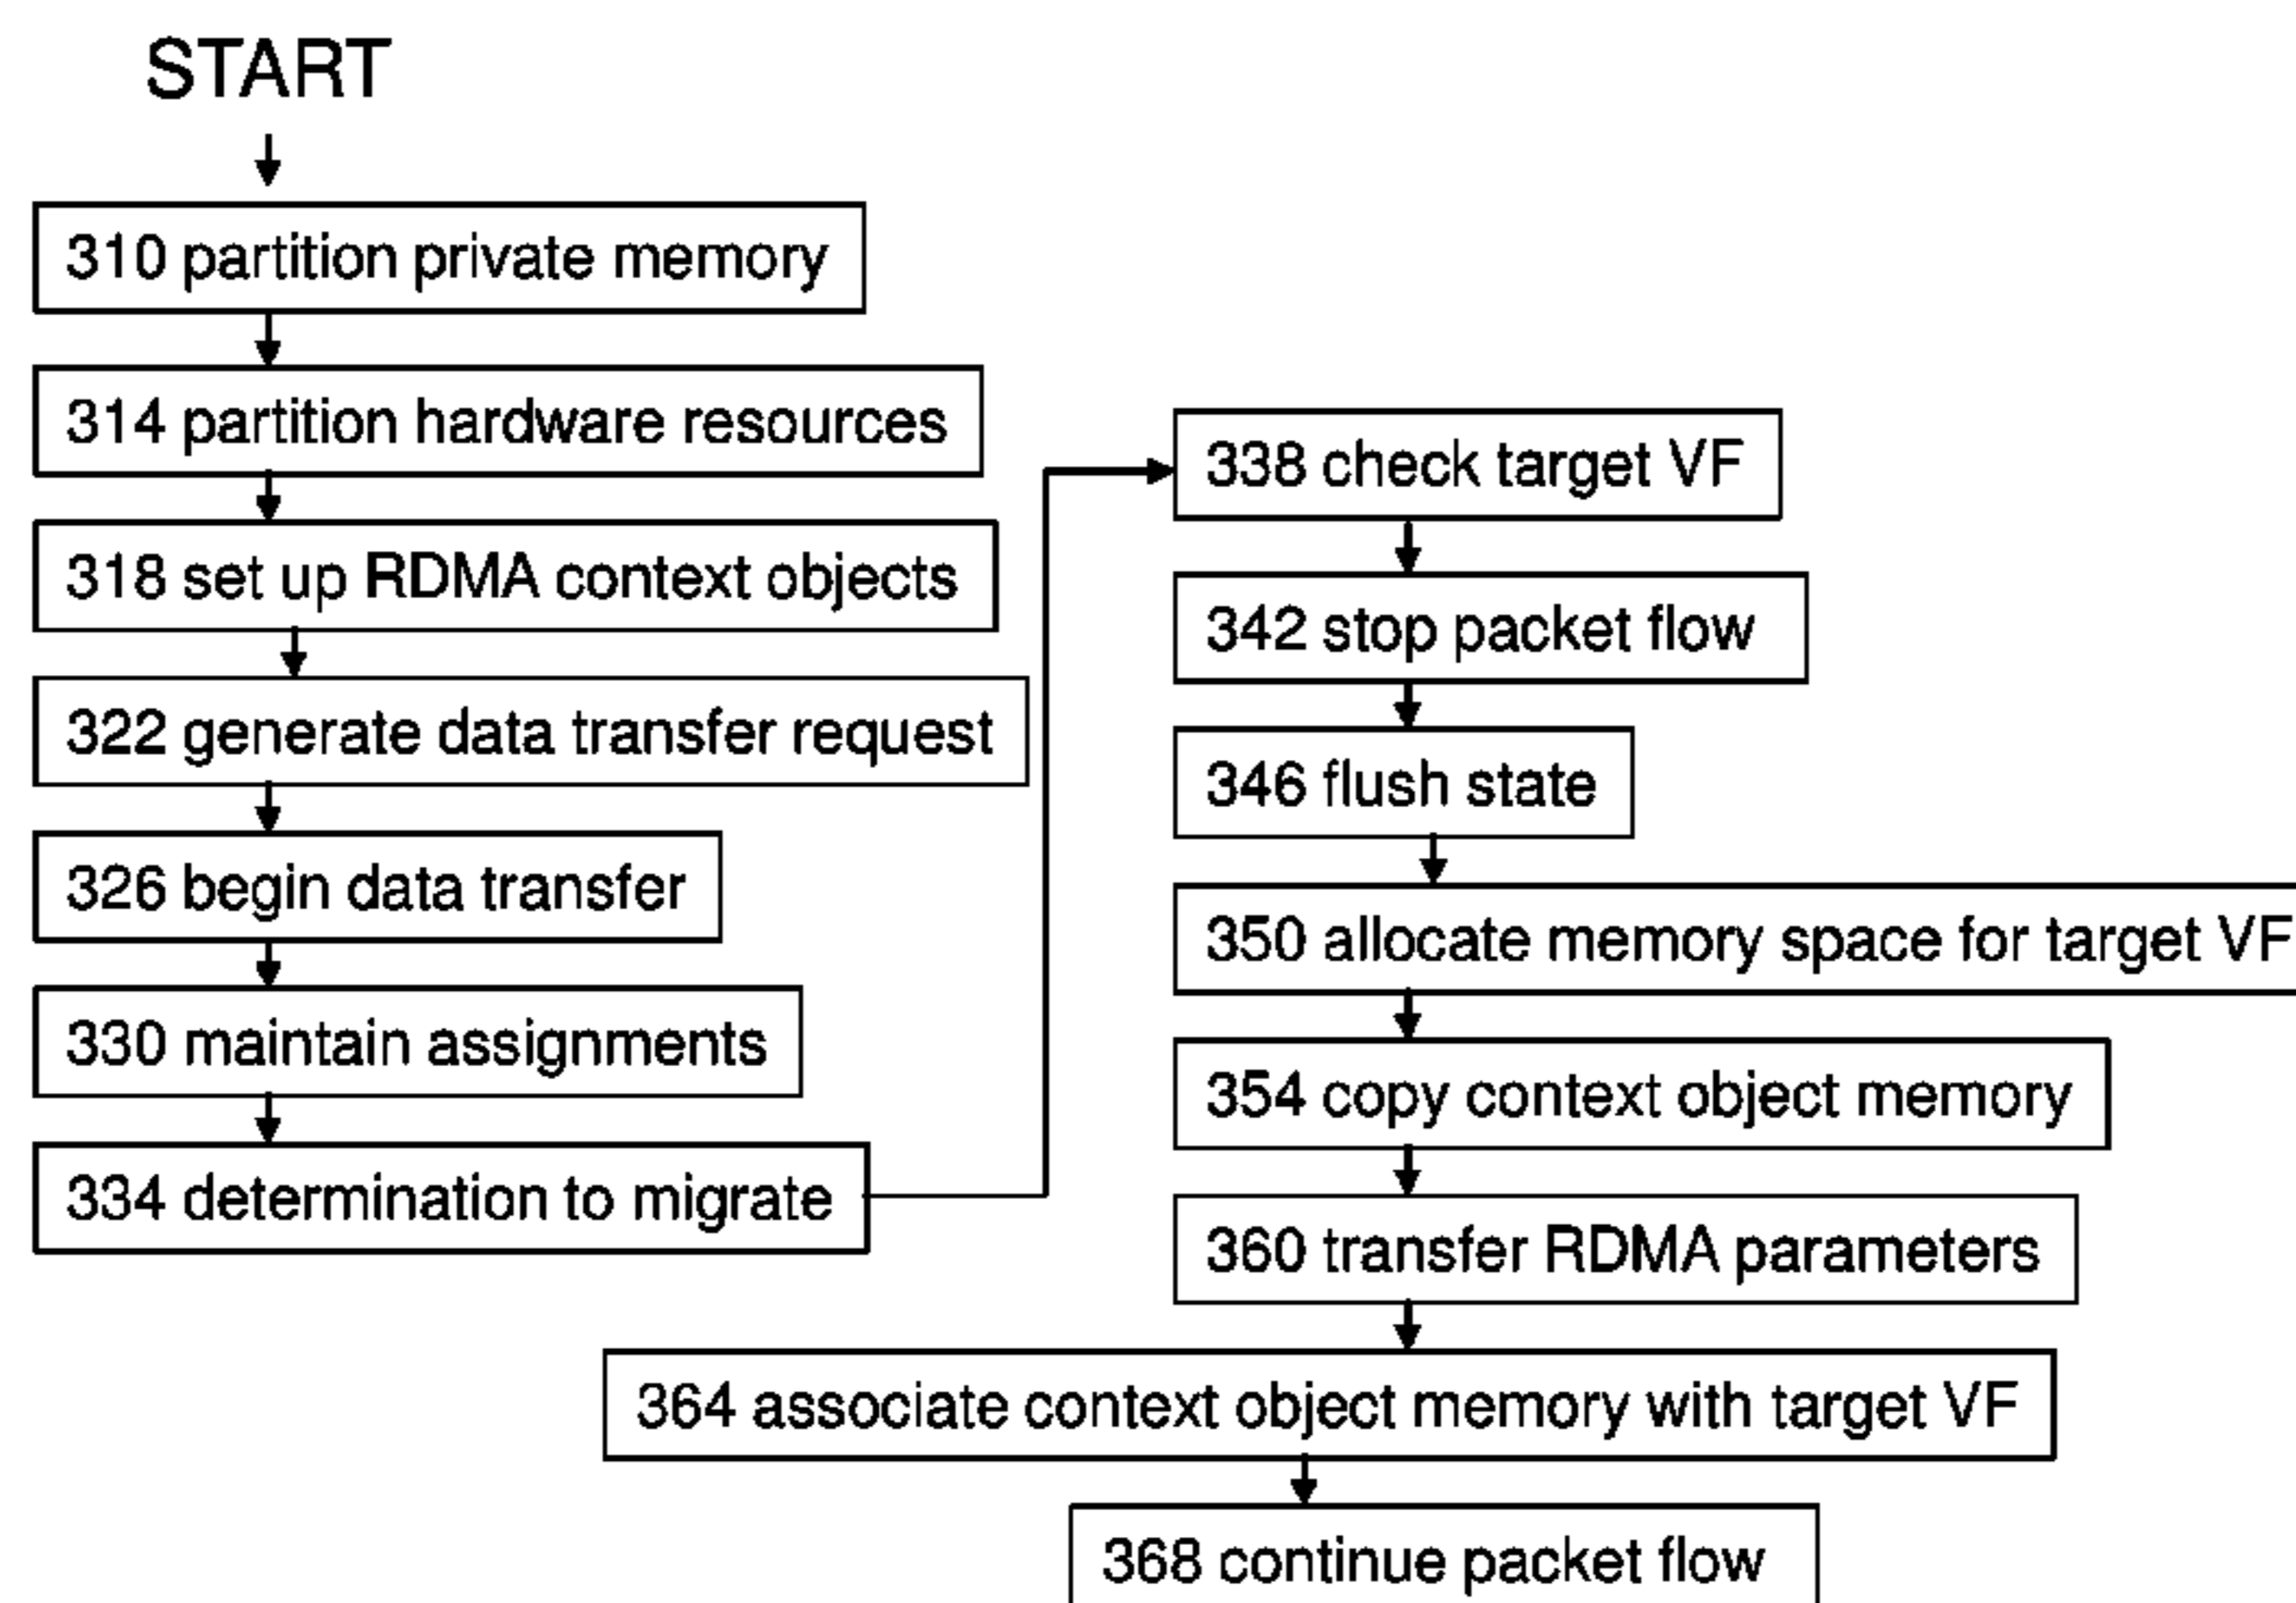 START
310 partition private memory
314 partition hardware resources
318 set up RDMA context objects
322 generate data transfer request
326 begin data transfer
330 maintain assignments
334 determination to migrate
338 check target VF
342 stop packet flow
346 flush state
350 allocate memory space for target VF
354 copy context object memory
360 transfer RDMA parameters
364 associate context object memory with target VF
368 continue packet flow